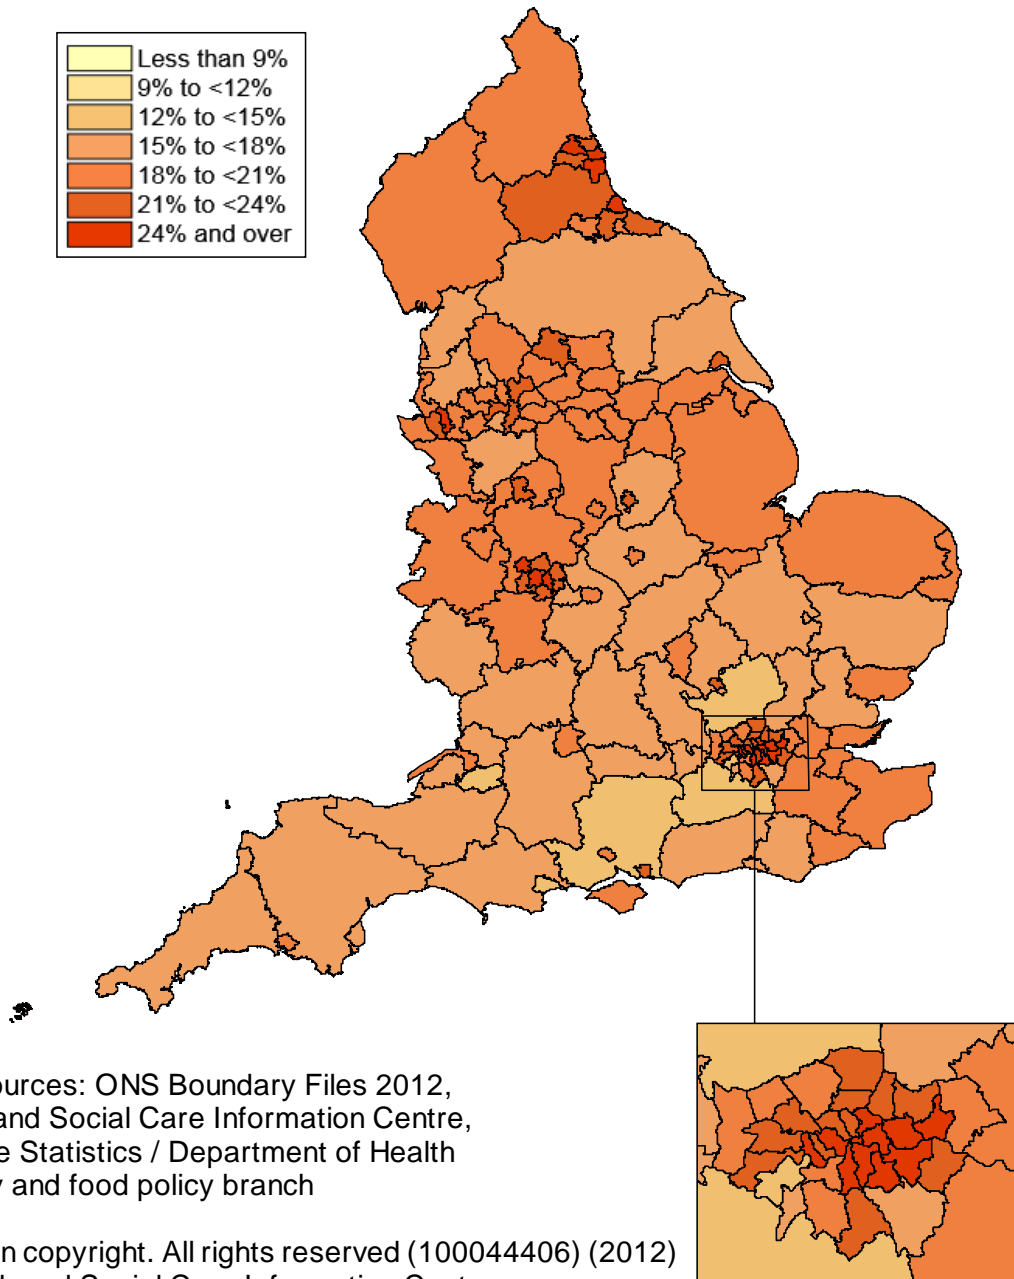 Less than 9%
9% to <12%
12% to <15%
15% to <18%
18% to <21%
21% to <24%
24% and over
urces: ONS Boundary Files 2012,
and Social Care Information Centre,
e Statistics / Department of Health
y and food policy branch
n copyright. All rights reserved (100044406) (2012)